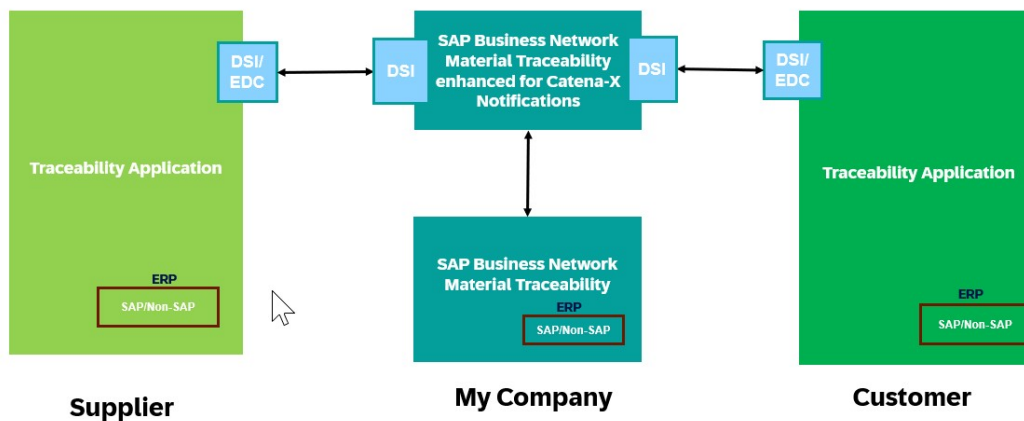 DSI/
EDC
DSI
SAP Business Network
Material Traceability
enhanced for Catena-X
Notifications
DSI
DSI/
EDC
Traceability Application
Traceability Application
SAP Business Network
Material Traceability
ERP
SAP/Non-SAP
ERP
SAP/Non-SAP
ERP
SAP/Non-SAP
Supplier
My Company
Customer